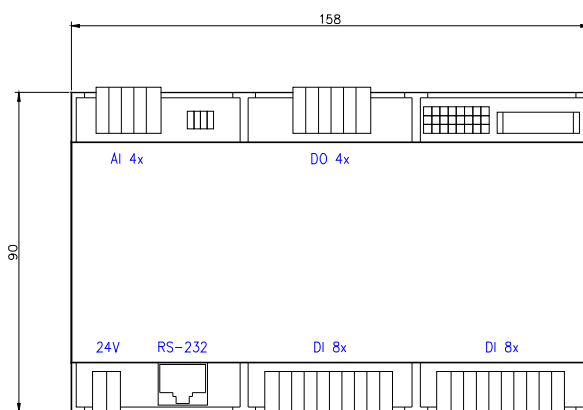 158
AI 4x
DO 4x
90
24V
RS-232
DI 8x
DI 8x